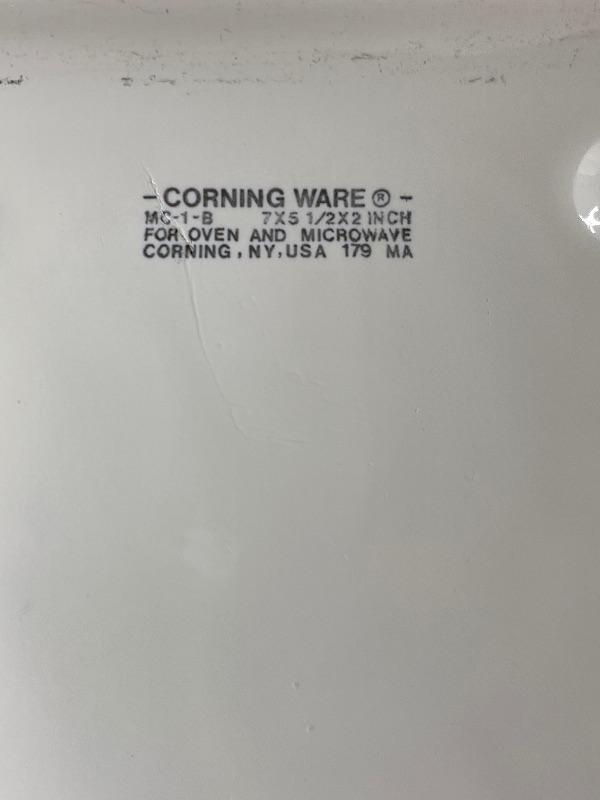 -CORNING WARE® -
MC-1-B 7X5 1/2X2 INCH
FOR OVEN AND MICROWAVE
CORNING, NY, USA 179 MA